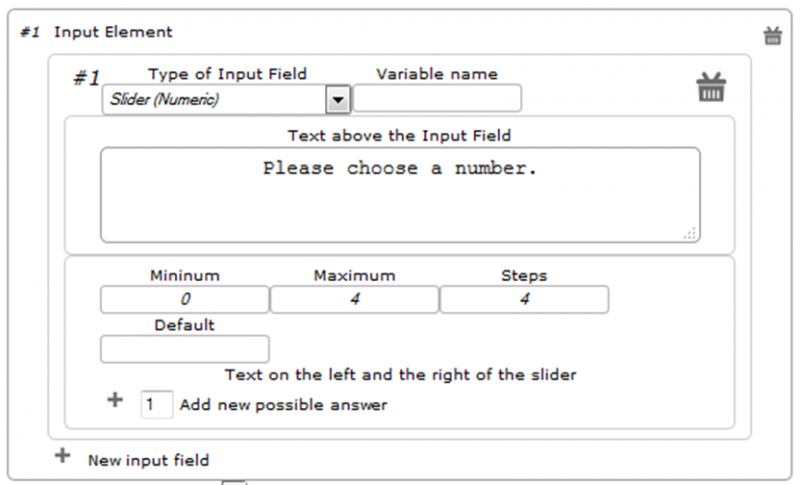 #1 Input Element
#1 Type of Input Field Variable name
Slider (Numeric)
Text above the Input Field
Please choose a number.
Mininum Maximum Steps
0 4 4
Default
Text on the left and the right of the slider
1 Add new possible answer
New input field